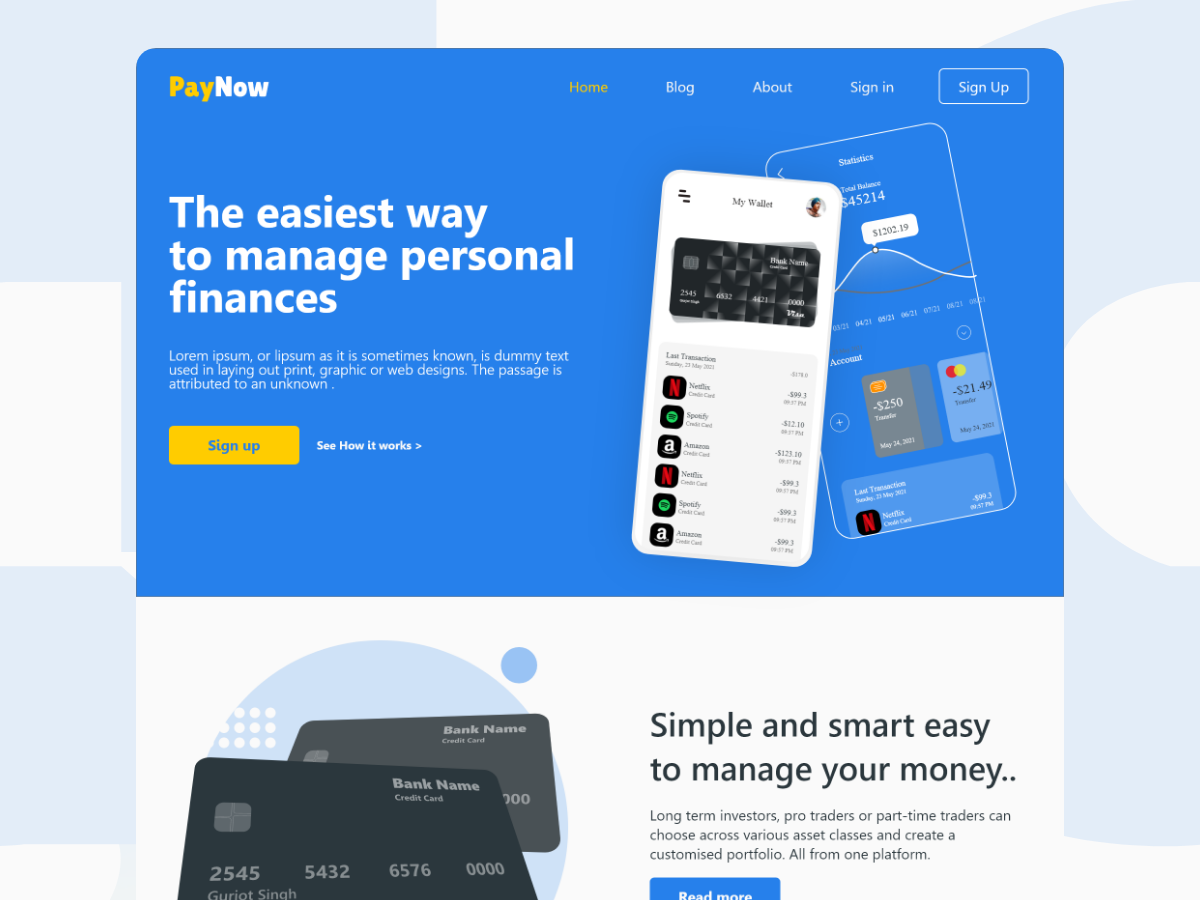 PayNow
Home
Blog
About
Sign in
Sign Up
The easiest way
to manage personal
finances
Lorem ipsum, or lipsum as it is sometimes known, is dummy text
used in laying out print, graphic or web designs. The passage is
attributed to an unknown .
Sign up
See How it works >
My Wallet
Bank Name
Credit Card
2545 6532 4421 0000
Gurjot Singh
Last Transaction
Sunday, 23 May 2021
Netflix
Credit Card
-$99.3
09:57 PM
Spotify
Credit Card
-$12.10
09:57 PM
Amazon
Credit Card
-$123.10
09:57 PM
Netflix
Credit Card
-$99.3
09:57 PM
Spotify
Credit Card
-$99.3
09:57 PM
Amazon
Credit Card
-$99.3
09:57 PM
Statistics
Total Balance
$45214
$1202.19
03/21 04/21 05/21 06/21 07/21 08/21
Account
-$250
Transfer
May 24, 2021
-$21.49
Transfer
May 24, 2021
Last Transaction
Sunday, 23 May 2021
Netflix
Credit Card
-$99.3
09:57 PM
Bank Name
Credit Card
000
Bank Name
Credit Card
2545 5432 6576 0000
Gurjot Singh
Simple and smart easy
to manage your money..
Long term investors, pro traders or part-time traders can
choose across various asset classes and create a
customised portfolio. All from one platform.
Read more